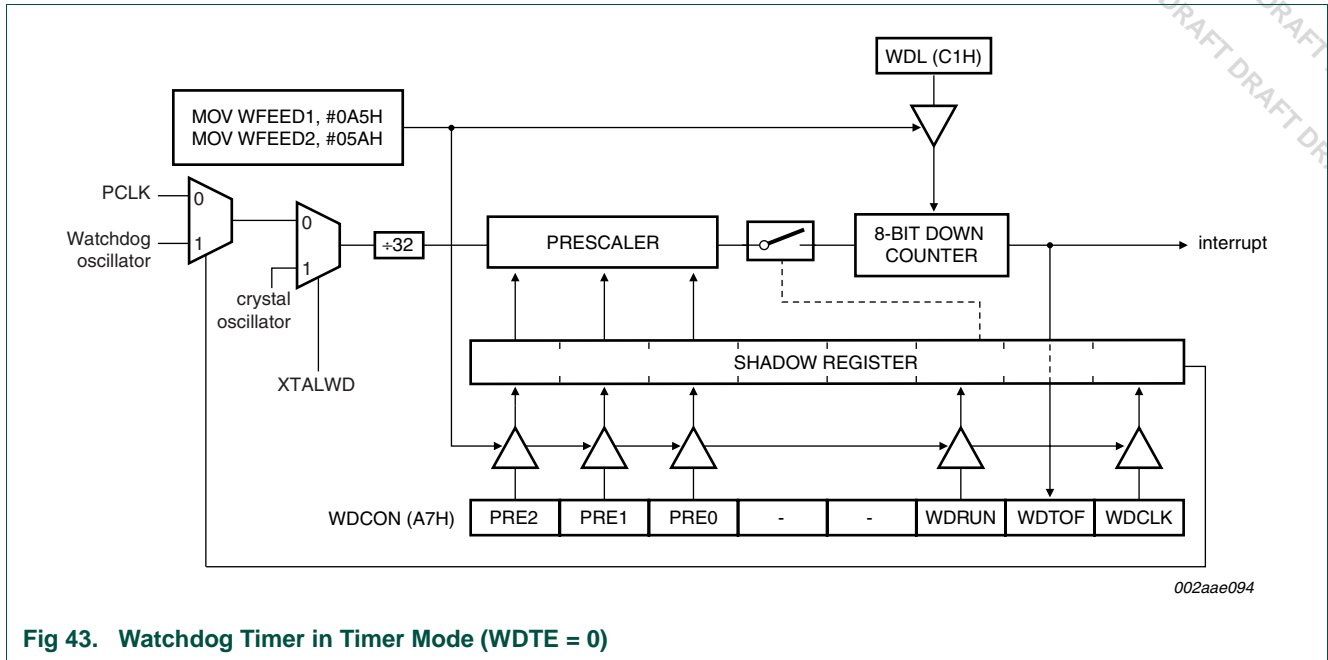 DRAFT DRAFT DRA
DRAFT
WDL (C1H)
MOV WFEED1, #0A5H
MOV WFEED2, #05AH
PCLK
0
Watchdog
oscillator
1
0
1
crystal
oscillator
XTALWD
÷32
PRESCALER
8-BIT DOWN
COUNTER
interrupt
SHADOW REGISTER
WDCON (A7H)
PRE2
PRE1
PRE0
-
-
WDRUN
WDTOF
WDCLK
002aae094
Fig 43. Watchdog Timer in Timer Mode (WDTE = 0)